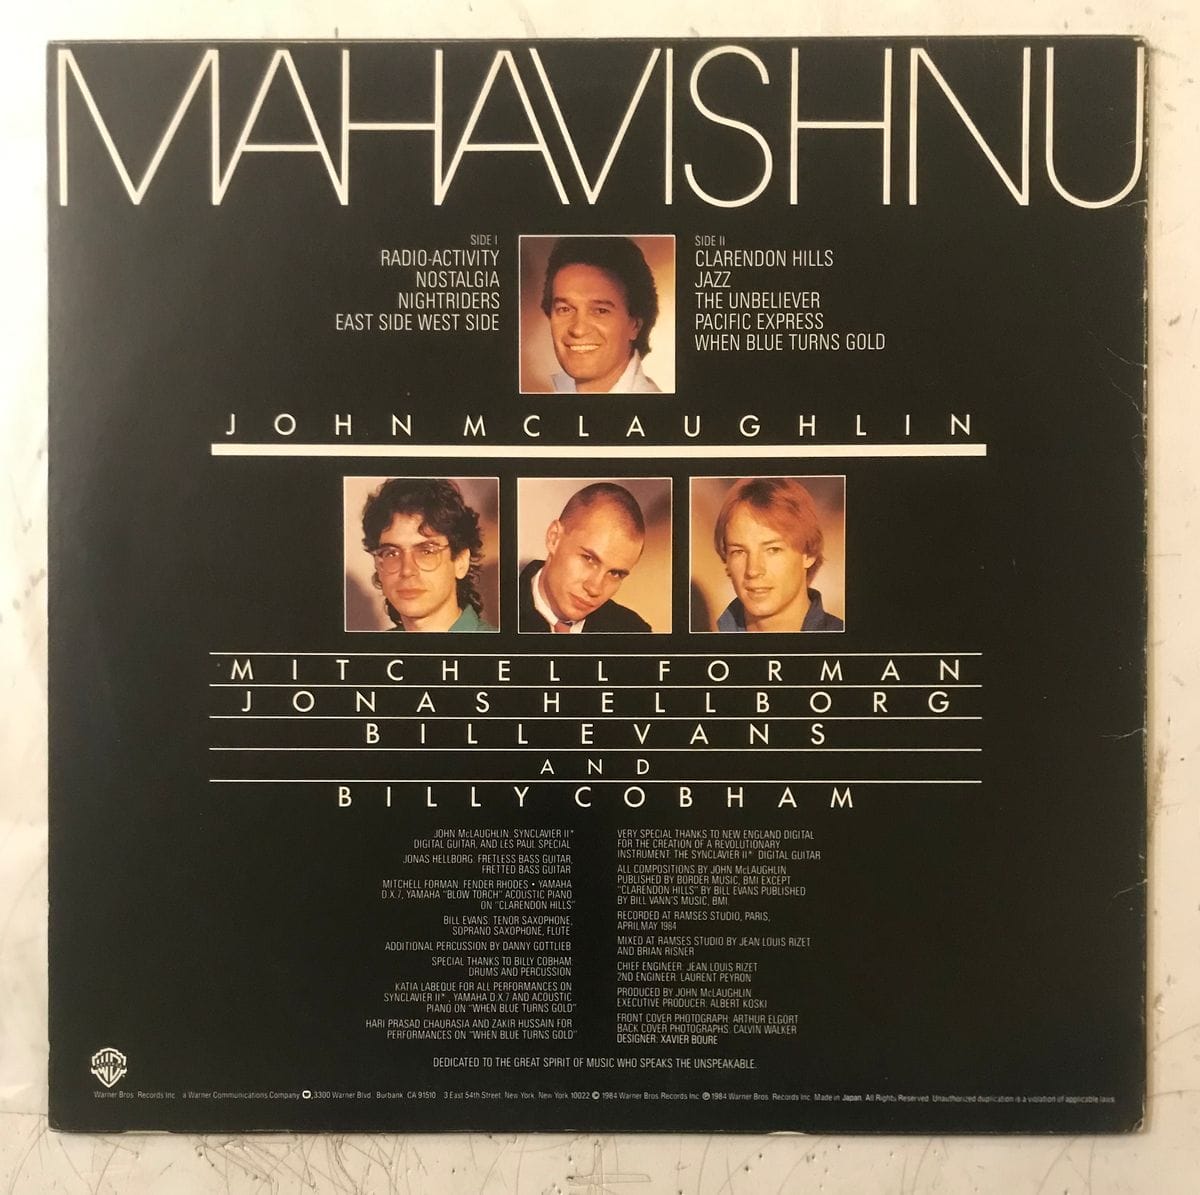 MAHAVISHNU
SIDE I
RADIO-ACTIVITY
NOSTALGIA
NIGHTRIDERS
EAST SIDE WEST SIDE
SIDE II
CLARENDON HILLS
JAZZ
THE UNBELIEVER
PACIFIC EXPRESS
WHEN BLUE TURNS GOLD
JOHN MCLAUGHLIN
MITCHELL FORMAN
JONAS HELLBORG
BILL EVANS
AND
BILLY COBHAM
JOHN McLAUGHLIN: SYNCLAVIER II*
DIGITAL GUITAR, AND LES PAUL SPECIAL
JONAS HELLBORG: FRETLESS BASS GUITAR,
FRETTED BASS GUITAR
MITCHELL FORMAN: FENDER RHODES • YAMAHA
D.X.7, YAMAHA "BLOW TORCH" ACOUSTIC PIANO
ON "CLARENDON HILLS"
BILL EVANS: TENOR SAXOPHONE,
SOPRANO SAXOPHONE, FLUTE
ADDITIONAL PERCUSSION BY DANNY GOTTLIEB
SPECIAL THANKS TO BILLY COBHAM:
DRUMS AND PERCUSSION
KATIA LABEQUE FOR ALL PERFORMANCES ON
SYNCLAVIER II*, YAMAHA D.X.7 AND ACOUSTIC
PIANO ON "WHEN BLUE TURNS GOLD"
HARI PRASAD CHAURASIA AND ZAKIR HUSSAIN FOR
PERFORMANCES ON "WHEN BLUE TURNS GOLD"
VERY SPECIAL THANKS TO NEW ENGLAND DIGITAL
FOR THE CREATION OF A REVOLUTIONARY
INSTRUMENT: THE SYNCLAVIER II* DIGITAL GUITAR
ALL COMPOSITIONS BY JOHN McLAUGHLIN
PUBLISHED BY BORDER MUSIC, BMI EXCEPT
"CLARENDON HILLS" BY BILL EVANS PUBLISHED
BY BILL VANN'S MUSIC, BMI.
RECORDED AT RAMSES STUDIO, PARIS,
APRIL/MAY 1984
MIXED AT RAMSES STUDIO BY JEAN LOUIS RIZET
AND BRIAN RISNER
CHIEF ENGINEER: JEAN LOUIS RIZET
2ND ENGINEER: LAURENT PEYRON
PRODUCED BY JOHN McLAUGHLIN
EXECUTIVE PRODUCER: ALBERT KOSKI
FRONT COVER PHOTOGRAPH: ARTHUR ELGORT
BACK COVER PHOTOGRAPHS: CALVIN WALKER
DESIGNER: XAVIER BOURE
DEDICATED TO THE GREAT SPIRIT OF MUSIC WHO SPEAKS THE UNSPEAKABLE.
Warner Bros. Records Inc. a Warner Communications Company 3300 Warner Blvd. Burbank, CA 91510 3 East 54th Street, New York, New York 10022 © 1984 Warner Bros. Records Inc. ℗ 1984 Warner Bros. Records Inc. Made in Japan. All Rights Reserved. Unauthorized duplication is a violation of applicable laws.